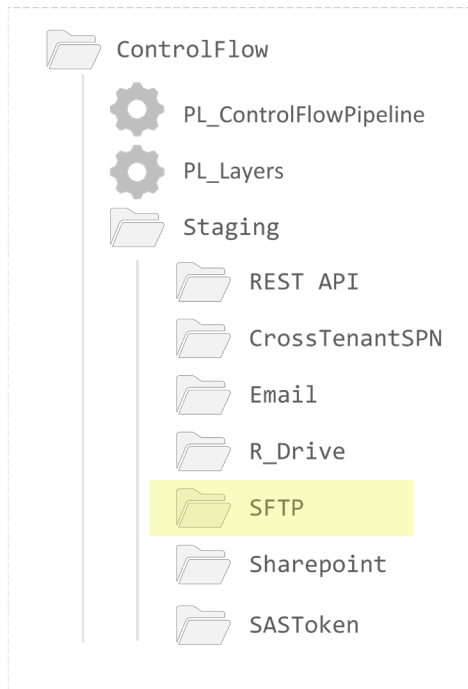 ControlFlow
PL_ControlFlowPipeline
PL_Layers
Staging
REST API
CrossTenantSPN
Email
R_Drive
SFTP
Sharepoint
SASToken